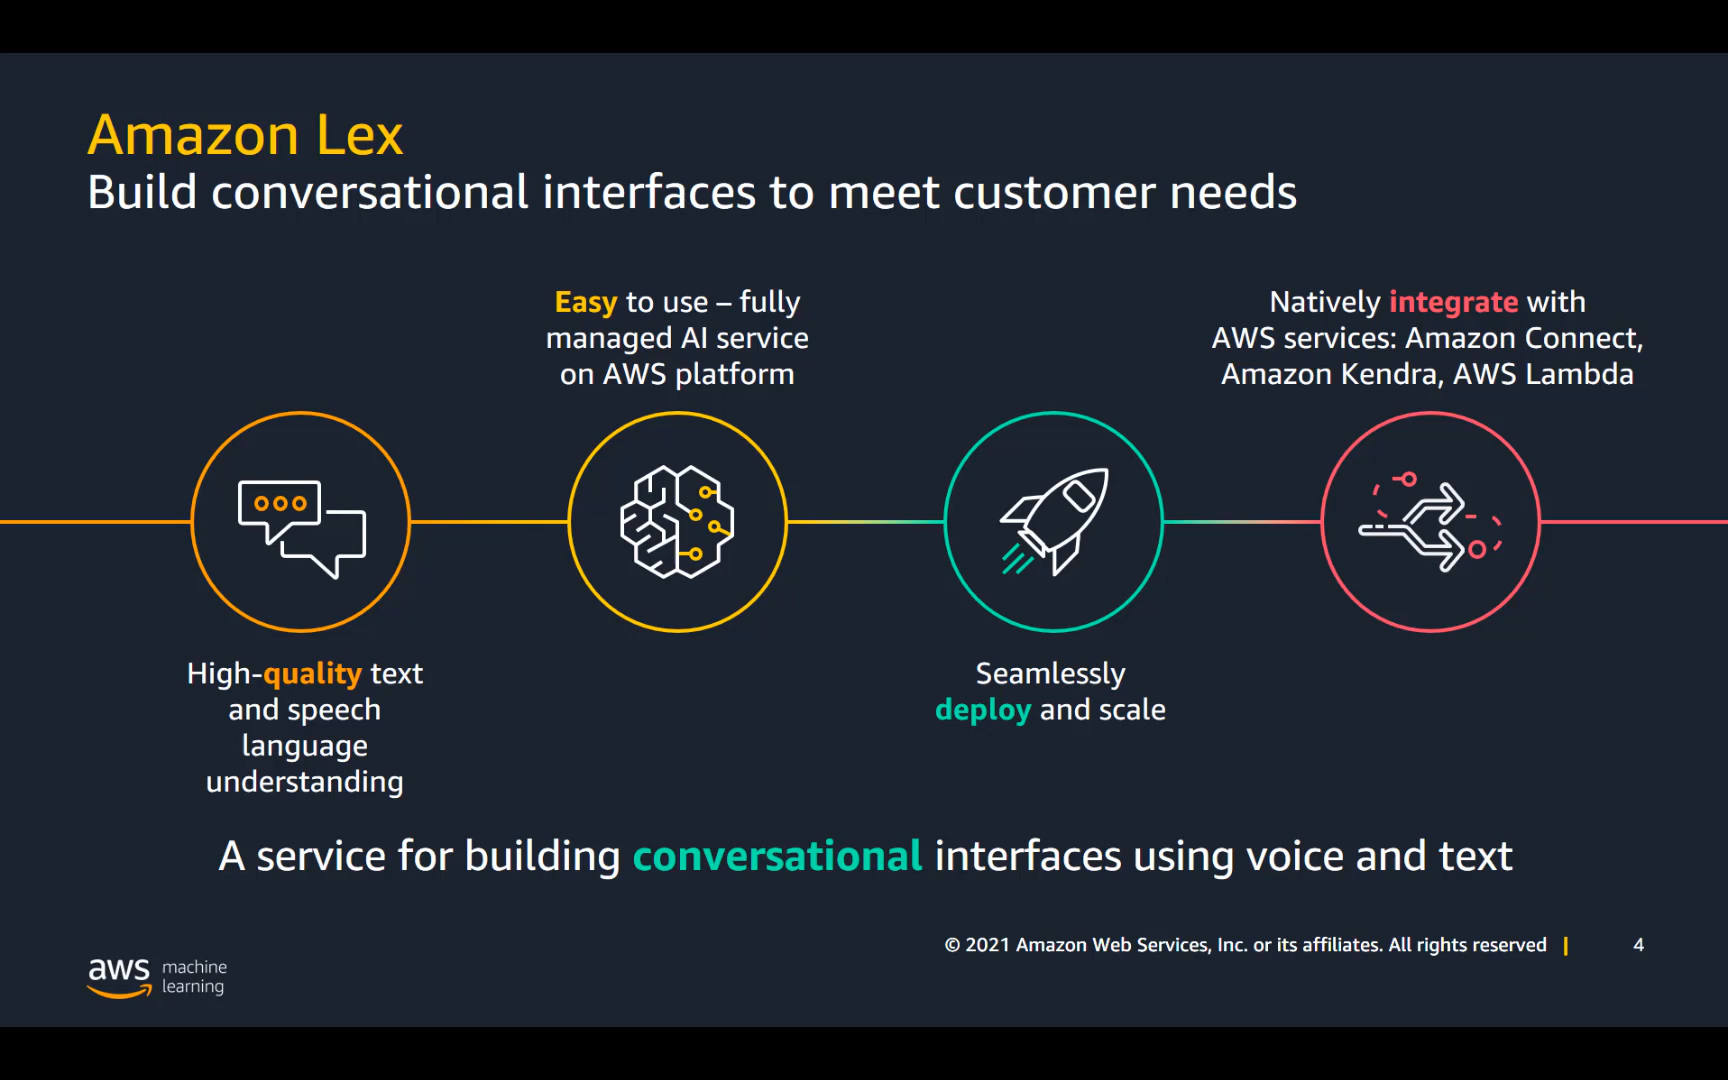 Amazon Lex
Build conversational interfaces to meet customer needs
High-quality text
and speech
language
understanding
Easy to use – fully
managed AI service
on AWS platform
Seamlessly
deploy and scale
Natively integrate with
AWS services: Amazon Connect,
Amazon Kendra, AWS Lambda
A service for building conversational interfaces using voice and text
© 2021 Amazon Web Services, Inc. or its affiliates. All rights reserved | 4
aws machine
learning